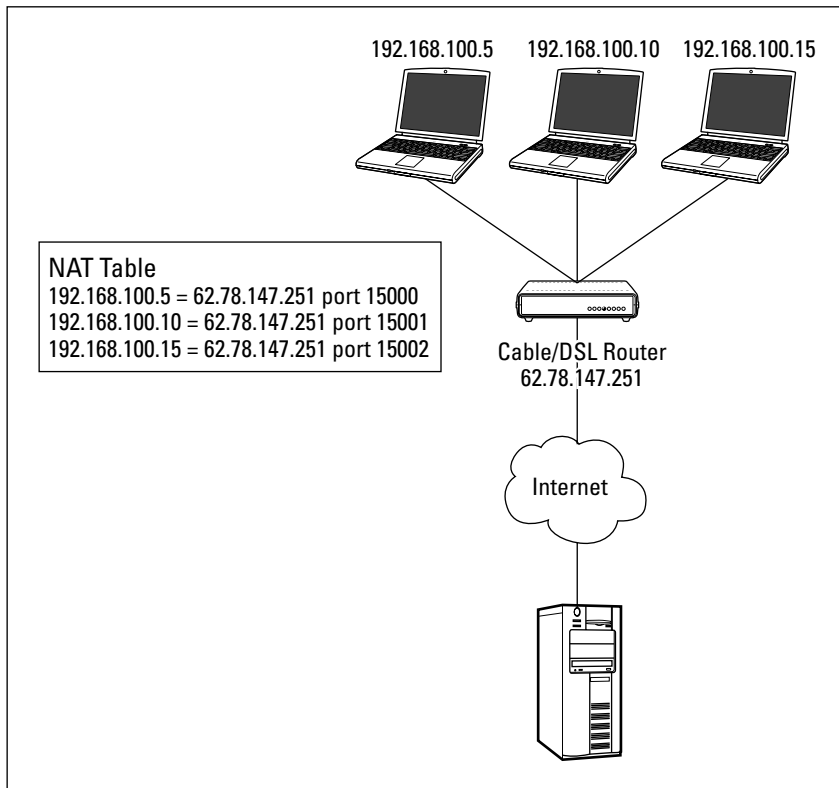 192.168.100.5 192.168.100.10 192.168.100.15
NAT Table
192.168.100.5 = 62.78.147.251 port 15000
192.168.100.10 = 62.78.147.251 port 15001
192.168.100.15 = 62.78.147.251 port 15002
Cable/DSL Router
62.78.147.251
Internet